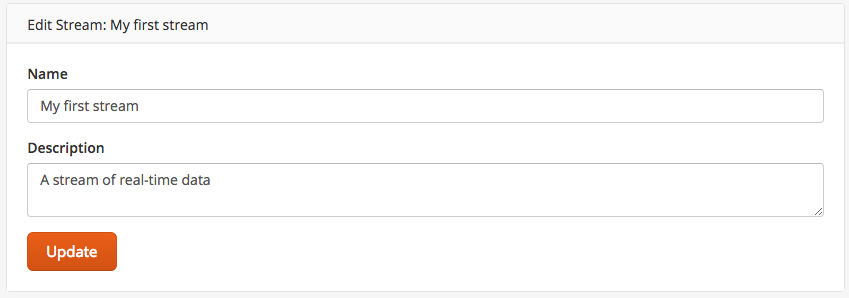 Edit Stream: My first stream
Name
My first stream
Description
A stream of real-time data
Update